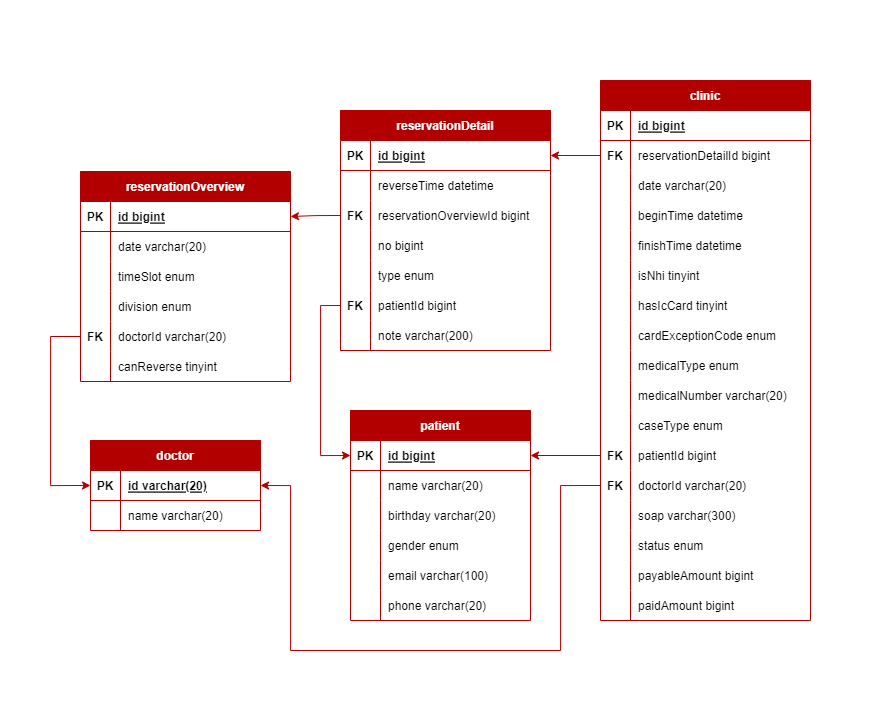 reservationOverview
PK id bigint
date varchar(20)
timeSlot enum
division enum
FK doctorId varchar(20)
canReverse tinyint
doctor
PK id varchar(20)
name varchar(20)
reservationDetail
PK id bigint
reverseTime datetime
FK reservationOverviewId bigint
no bigint
type enum
FK patientId bigint
note varchar(200)
patient
PK id bigint
name varchar(20)
birthday varchar(20)
gender enum
email varchar(100)
phone varchar(20)
clinic
PK id bigint
FK reservationDetailId bigint
date varchar(20)
beginTime datetime
finishTime datetime
isNhi tinyint
hasIcCard tinyint
cardExceptionCode enum
medicalType enum
medicalNumber varchar(20)
caseType enum
FK patientId bigint
FK doctorId varchar(20)
soap varchar(300)
status enum
payableAmount bigint
paidAmount bigint